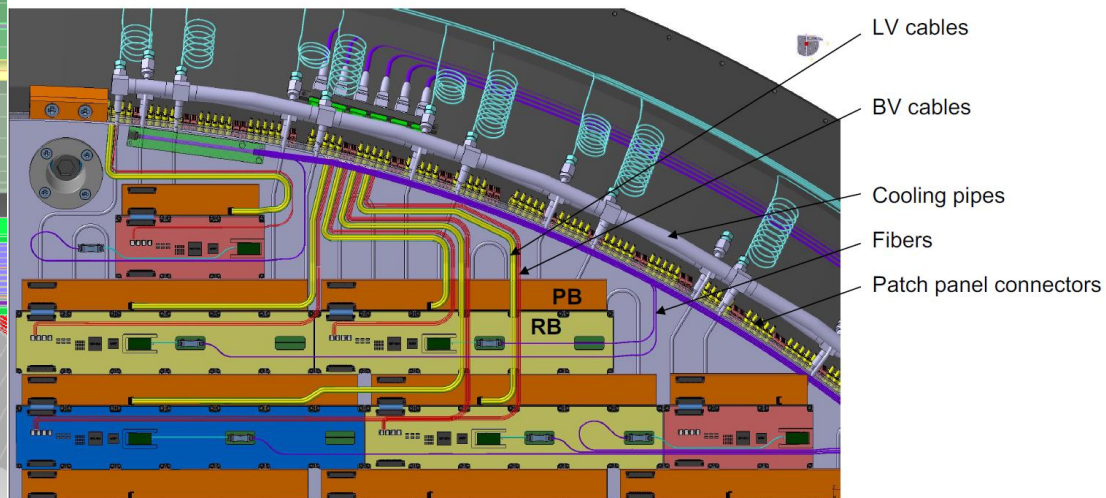 LV cables
BV cables
Cooling pipes
Fibers
Patch panel connectors
PB
RB